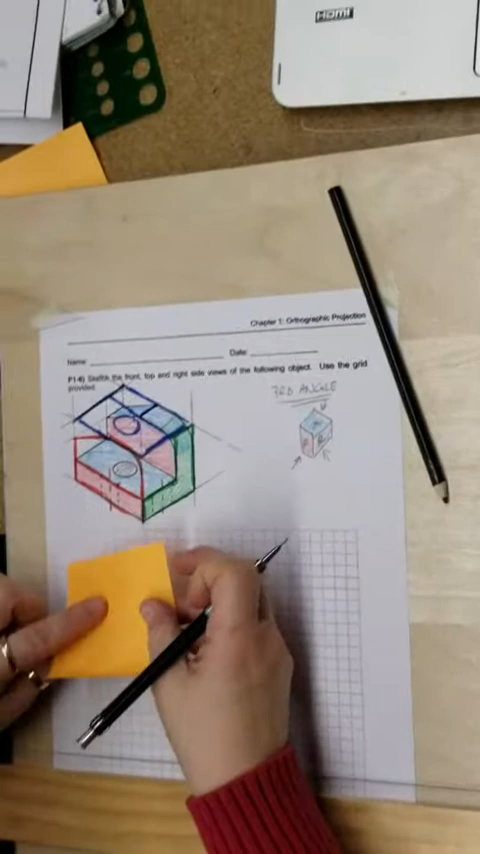 HDMI
Chapter 1: Orthographic Projection
Name: Date:
P1-6) Sketch the front, top and right side views of the following object. Use the grid
provided.
3RD ANGLE